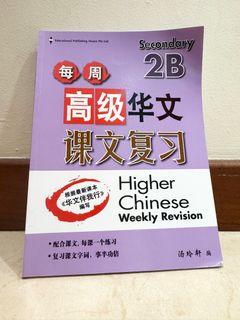 Educational Publishing House Pte Ltd
Secondary
2B
每周
高级华文
课文复习
根据最新课本
《华文伴我行》
编写
Higher
Chinese
Weekly Revision
• 配合课文，每课一个练习
• 复习课文字词，事半功倍
汤玲轩 编